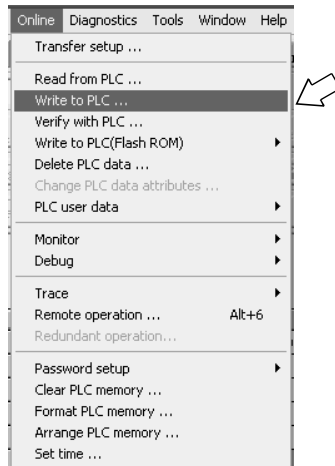 Online Diagnostics Tools Window Help
Transfer setup ...
Read from PLC ...
Write to PLC ...
Verify with PLC ...
Write to PLC(Flash ROM)
Delete PLC data ...
Change PLC data attributes ...
PLC user data
Monitor
Debug
Trace
Remote operation ... Alt+6
Redundant operation...
Password setup
Clear PLC memory ...
Format PLC memory ...
Arrange PLC memory ...
Set time ...